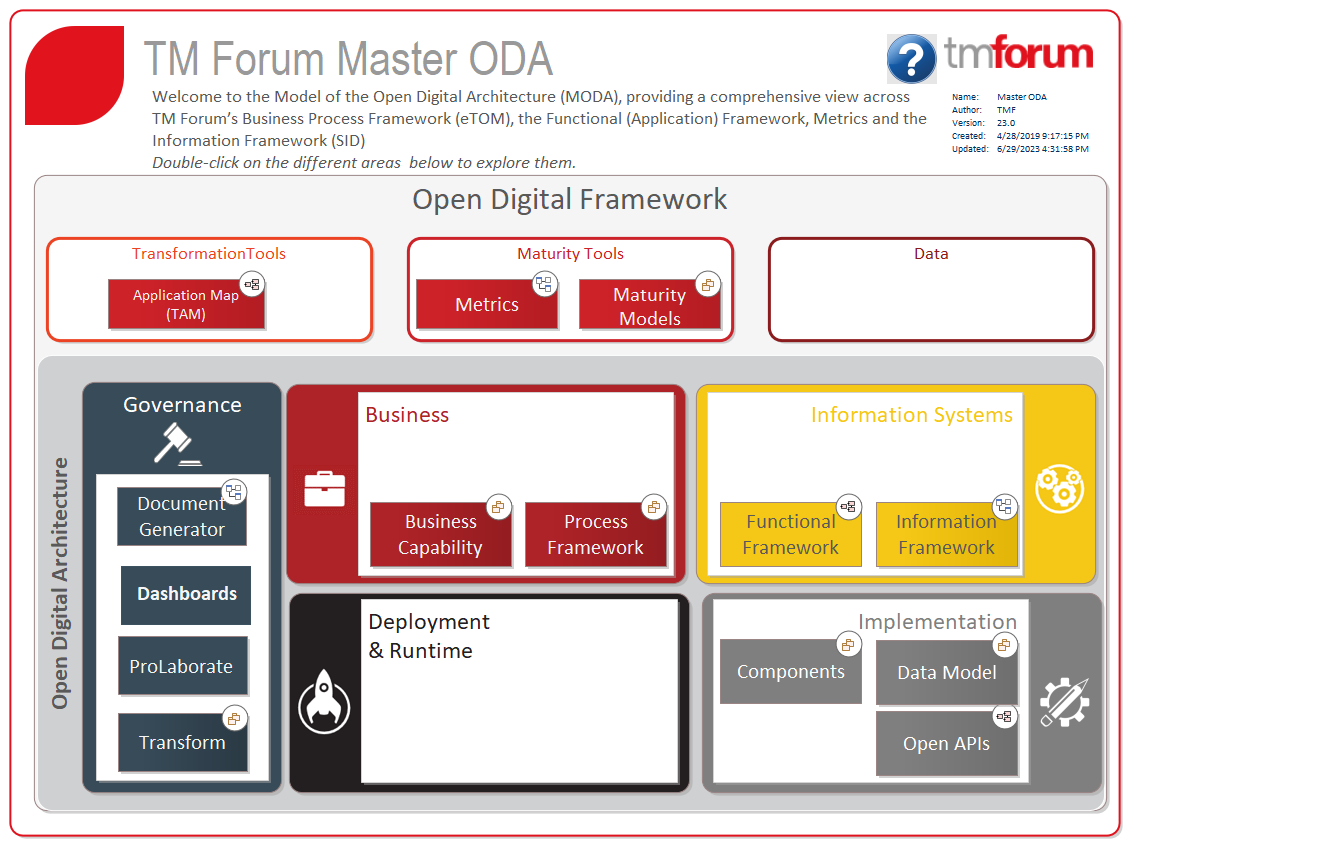 TM Forum Master ODA
?
tmforum
Welcome to the Model of the Open Digital Architecture (MODA), providing a comprehensive view across
TM Forum's Business Process Framework (eTOM), the Functional (Application) Framework, Metrics and the
Information Framework (SID)
Double-click on the different areas below to explore them.
Name: Master ODA
Author: TMF
Version: 23.0
Created: 4/28/2019 9:17:15 PM
Updated: 6/29/2023 4:31:58 PM
Open Digital Framework
TransformationTools
Application Map
(TAM)
Maturity Tools
Metrics
Maturity
Models
Data
Open Digital Architecture
Governance
Document
Generator
Dashboards
ProLaborate
Transform
Business
Business
Capability
Process
Framework
Information Systems
Functional
Framework
Information
Framework
Deployment
& Runtime
Implementation
Components
Data Model
Open APIs